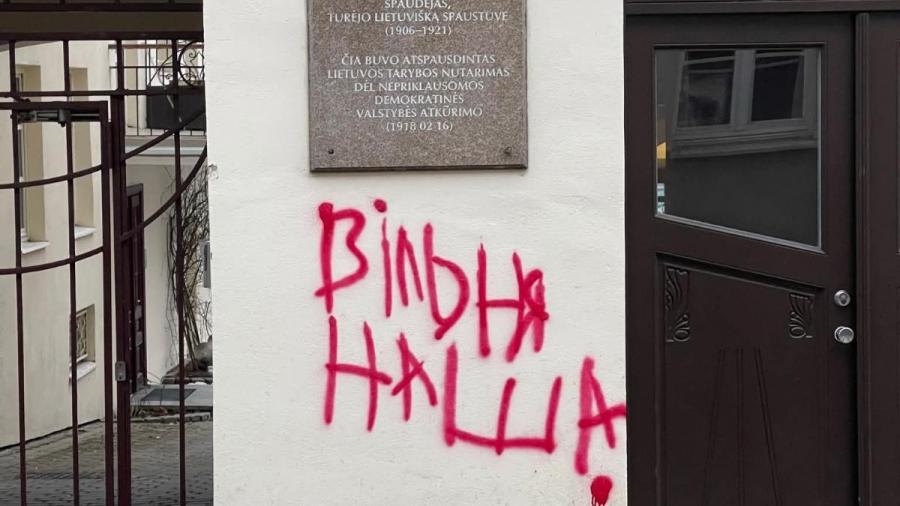 SPAUDĖJAS,
TURĖJO LIETUVIŠKĄ SPAUSTUVĘ
(1906–1921)
ČIA BUVO ATSPAUSDINTAS
LIETUVOS TARYBOS NUTARIMAS
DĖL NEPRIKLAUSOMOS
DEMOKRATINĖS
VALSTYBĖS ATKŪRIMO
(1918 02 16)
ВіЛЬНЯ
НАША.